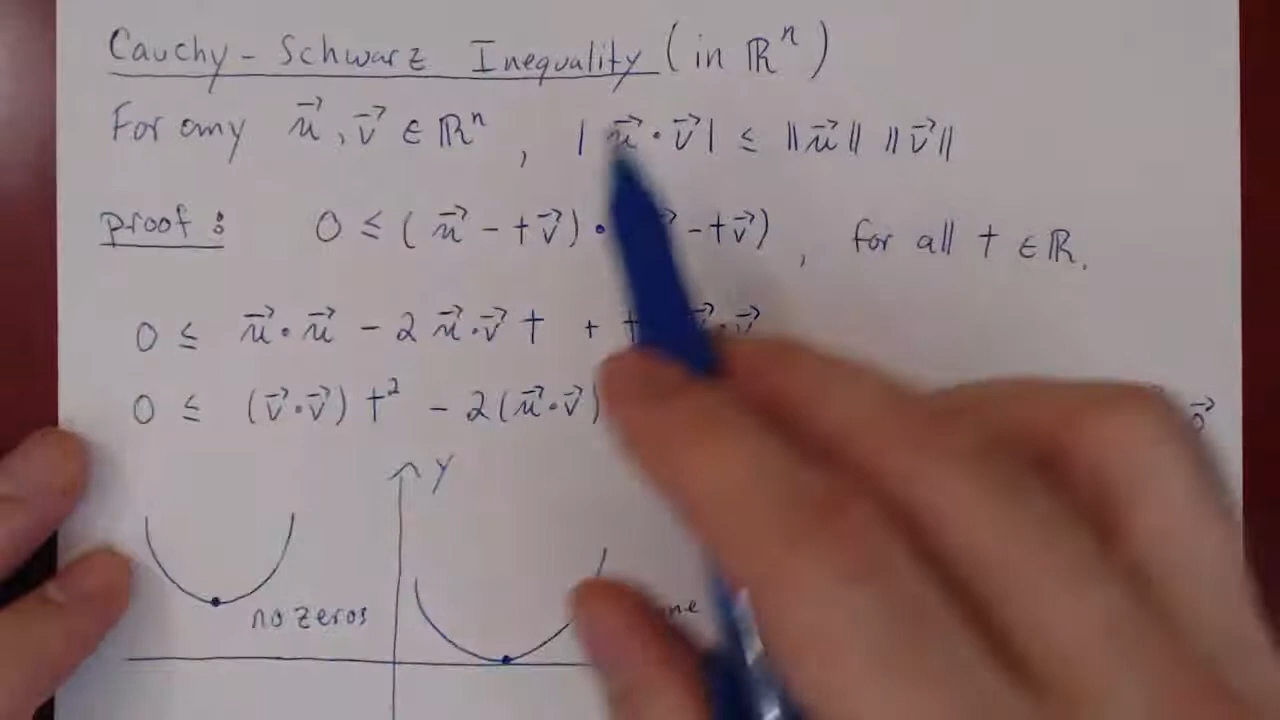 Cauchy - Schwarz Inequality (in ℝⁿ)
For any u⃗, v⃗ ∈ ℝⁿ, | u⃗ · v⃗ | ≤ ‖u⃗‖ ‖v⃗‖
proof: 0 ≤ (u⃗ - tv⃗) · - tv⃗), for all t ∈ ℝ.
0 ≤ u⃗ · u⃗ - 2 u⃗ · v⃗ t + t v⃗ · v⃗
0 ≤ (v⃗ · v⃗) t² - 2(u⃗ · v⃗) 0⃗
y
no zeros